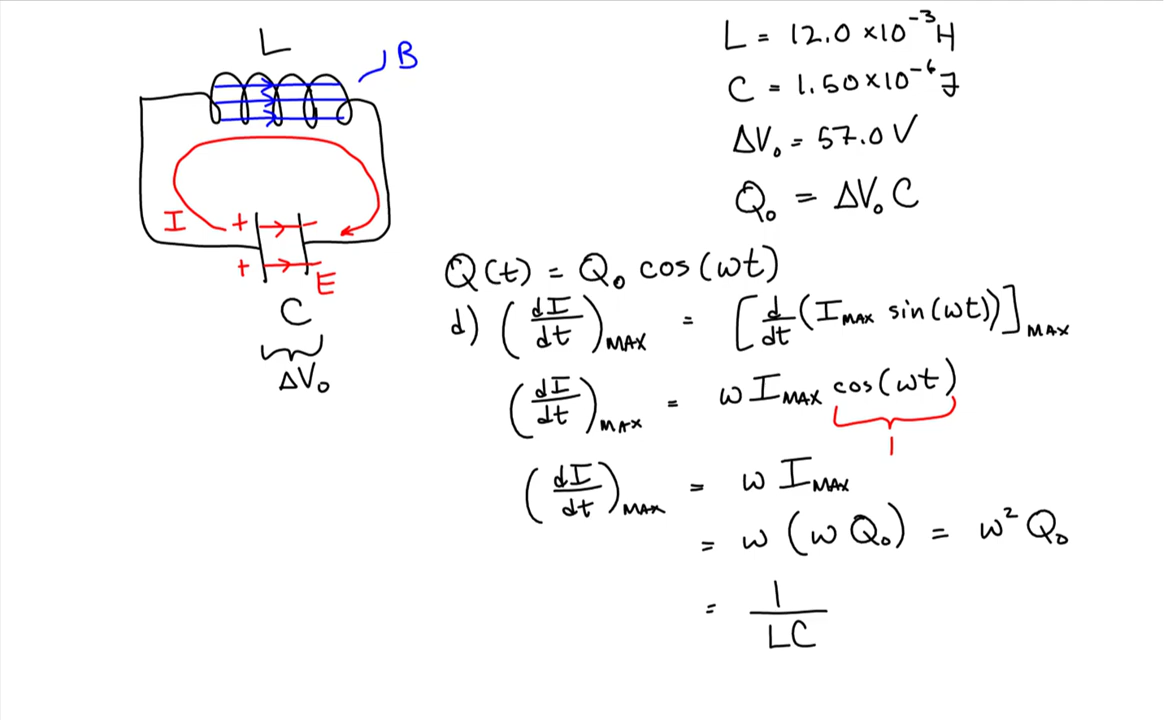 L
B
I
+
+
E
C
ΔV₀
L = 12.0 ×10⁻³ H
C = 1.50×10⁻⁶ F
ΔV₀ = 57.0 V
Q₀ = ΔV₀ C
Q(t) = Q₀ cos(ωt)
d) (dI/dt)MAX = [d/dt (IMAX sin(ωt))]MAX
(dI/dt)MAX = ω IMAX cos(ωt)
1
(dI/dt)MAX = ω IMAX
= ω (ω Q₀) = ω² Q₀
= 1/LC